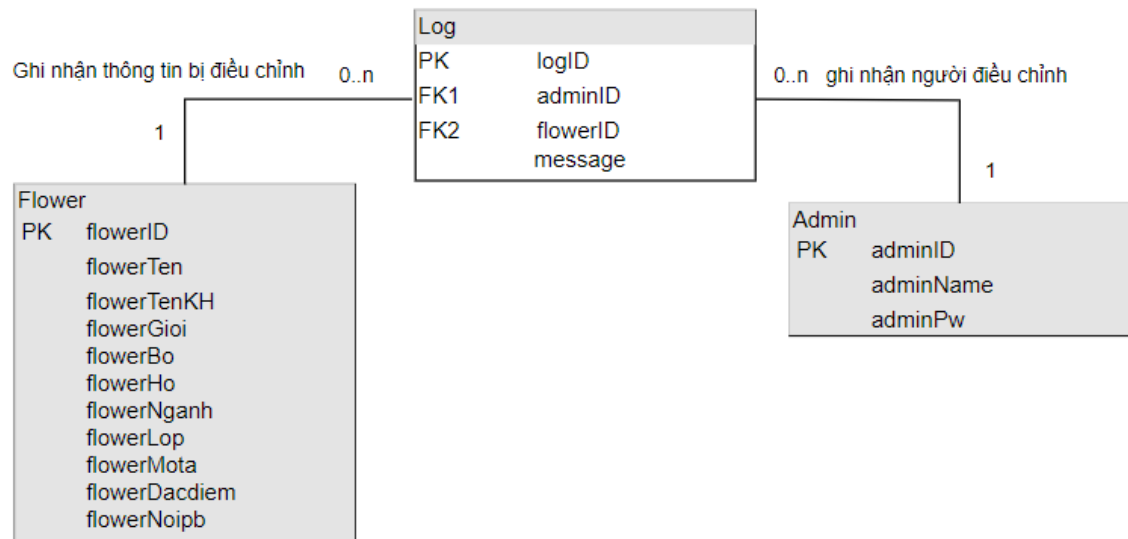 Log
PK logID
FK1 adminID
FK2 flowerID
message
Ghi nhận thông tin bị điều chỉnh
0..n
1
0..n
ghi nhận người điều chỉnh
1
Flower
PK flowerID
flowerTen
flowerTenKH
flowerGioi
flowerBo
flowerHo
flowerNganh
flowerLop
flowerMota
flowerDacdiem
flowerNoipb
Admin
PK adminID
adminName
adminPw